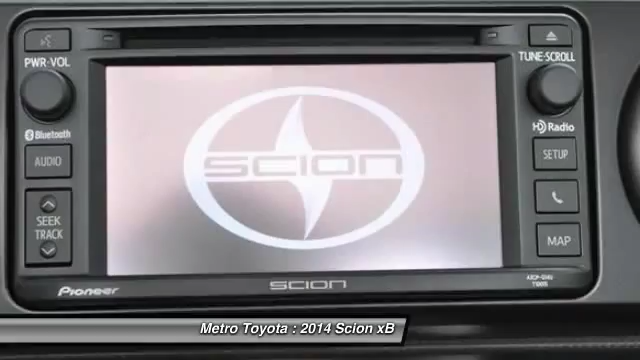 PWR·VOL
TUNE·SCROLL
Bluetooth
HD Radio
AUDIO
SETUP
SCION
SEEK
TRACK
MAP
Pioneer
SCION
Metro Toyota : 2014 Scion xB